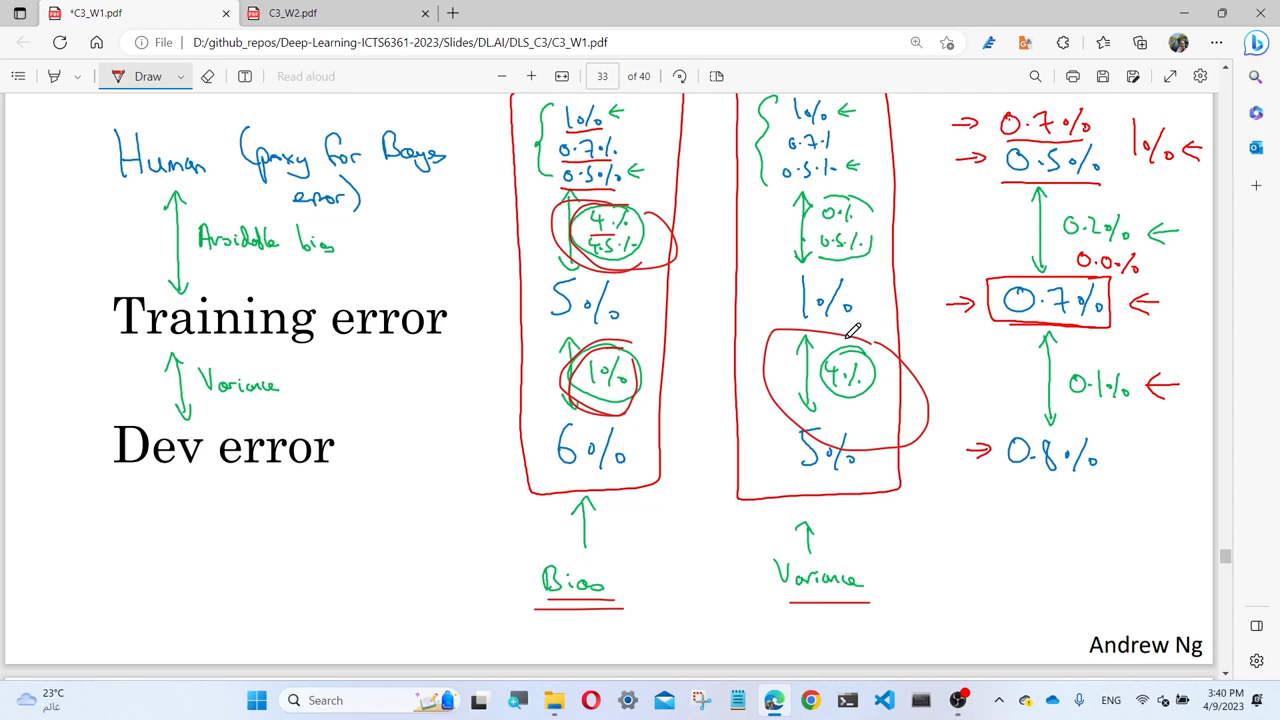 *C3_W1.pdf
C3_W2.pdf
File
D:/github_repos/Deep-Learning-ICTS6361-2023/Slides/DL.AI/DLS_C3/C3_W1.pdf
Draw
Read aloud
33 of 40
Human (proxy for Bayes
error)
Avoidable bias
Training error
Variance
Dev error
1%
0.7%
0.5%
4%
4.5%
5%
1%
6%
Bias
1%
0.7%
0.5%
0%
0.5%
1%
4%
5%
Variance
0.7%
0.5%
1%
0.2%
0.0%
0.7%
0.1%
0.8%
Andrew Ng
23°C
غائم
Search
ENG
3:40 PM
4/9/2023